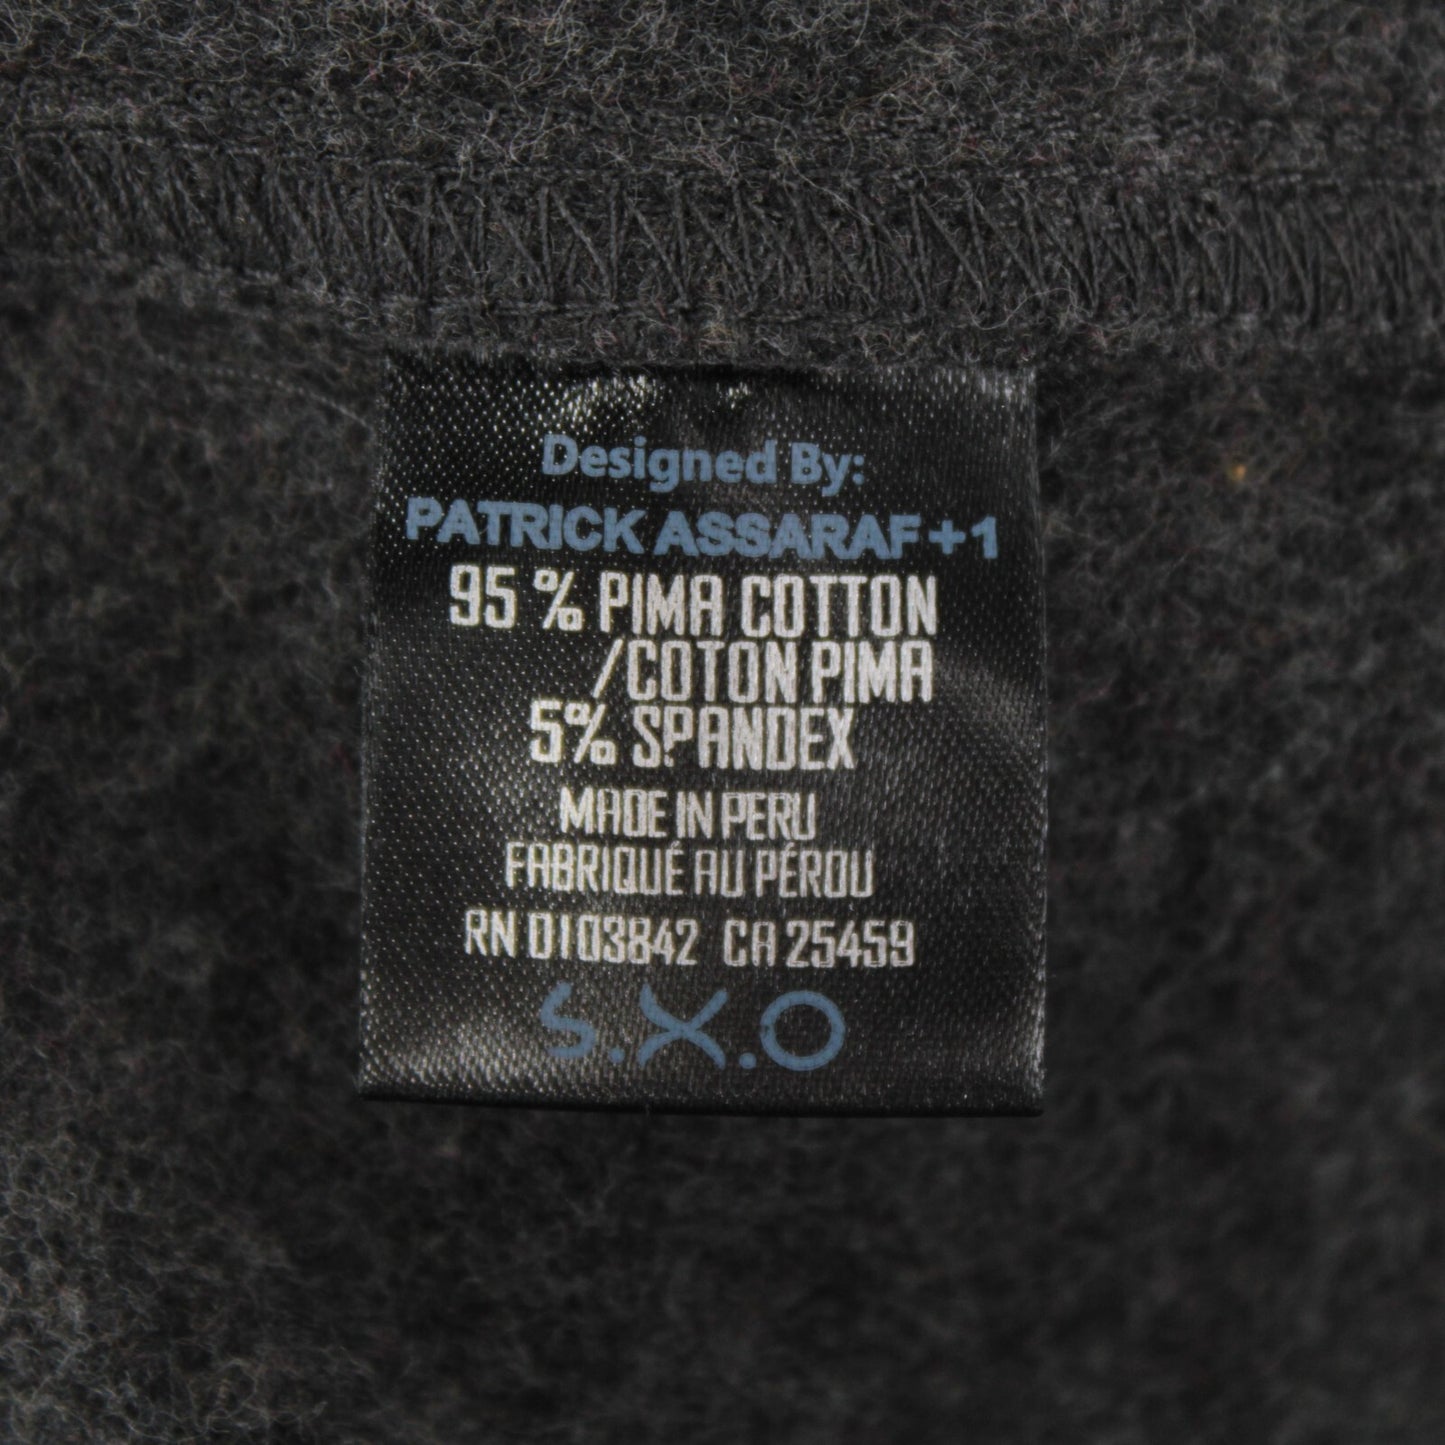 Designed By:
PATRICK ASSARAF+1
95 % PIMA COTTON
/COTON PIMA
5% SPANDEX
MADE IN PERU
FABRIQUÉ AU PÉROU
RN 0103842 CA 25459
S.X.O